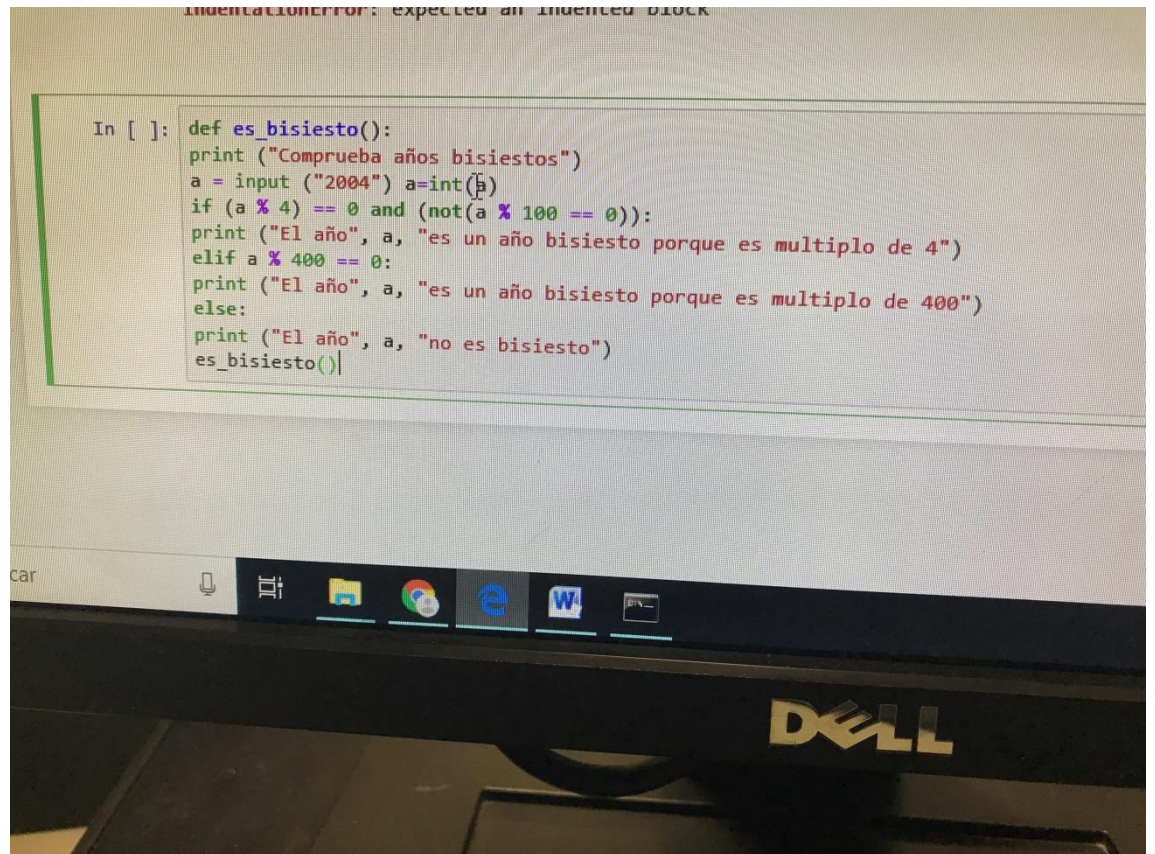 IndentationError: expected an indented block
In [ ]: def es_bisiesto():
print ("Comprueba años bisiestos")
a = input ("2004") a=int(a)
if (a % 4) == 0 and (not(a % 100 == 0)):
print ("El año", a, "es un año bisiesto porque es multiplo de 4")
elif a % 400 == 0:
print ("El año", a, "es un año bisiesto porque es multiplo de 400")
else:
print ("El año", a, "no es bisiesto")
es_bisiesto()
car
W
DELL